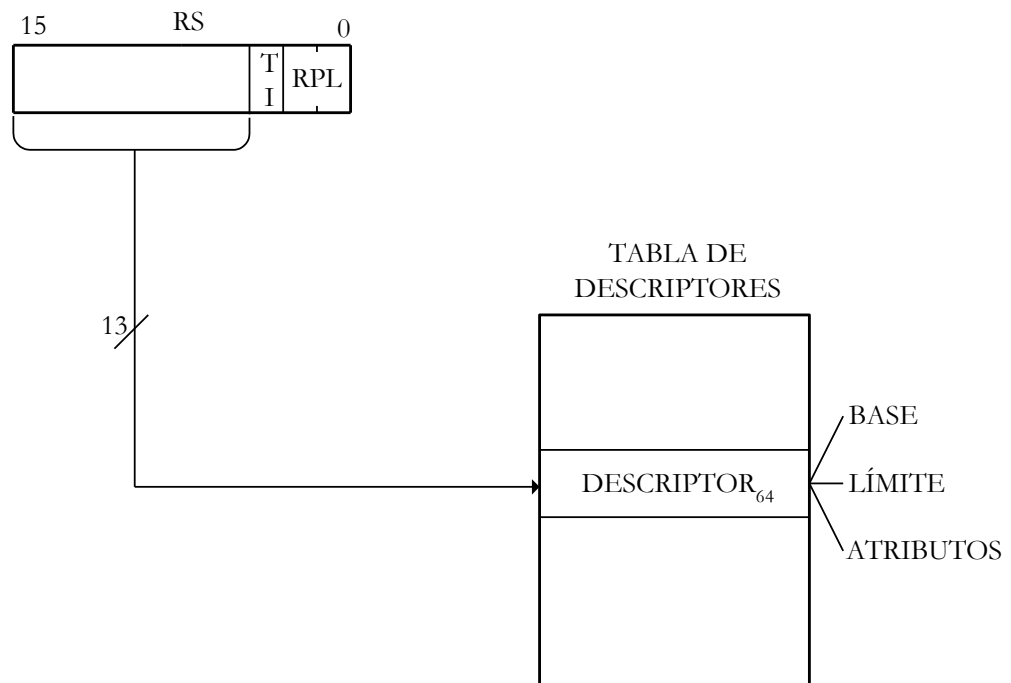 15 RS 0
T
I
RPL
TABLA DE
DESCRIPTORES
13
BASE
DESCRIPTOR64
LÍMITE
ATRIBUTOS